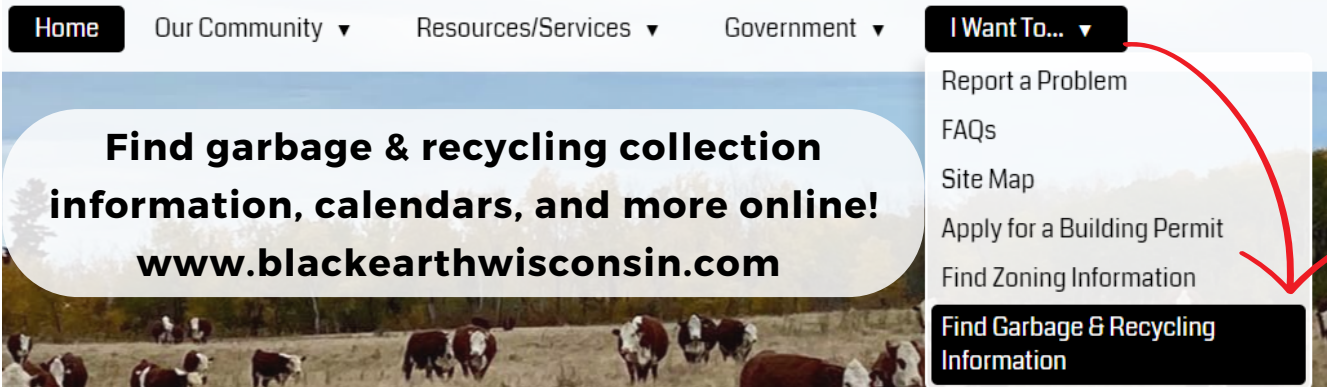 Home Our Community ▼ Resources/Services ▼ Government ▼ I Want To... ▼
Report a Problem
FAQs
Site Map
Apply for a Building Permit
Find Zoning Information
Find Garbage & Recycling
Information
Find garbage & recycling collection
information, calendars, and more online!
www.blackearthwisconsin.com